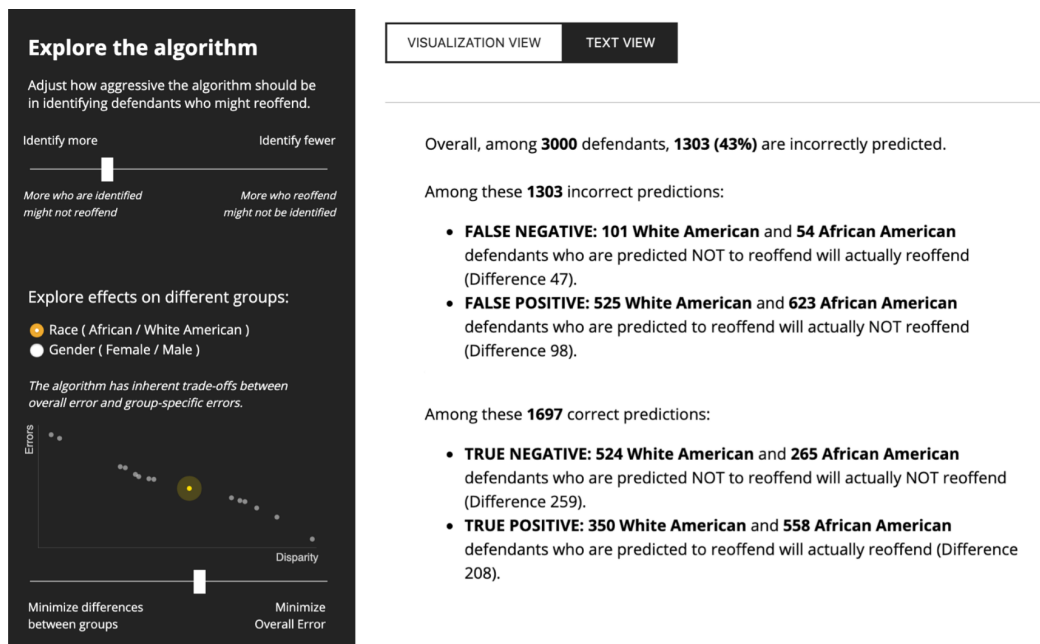 Explore the algorithm
Adjust how aggressive the algorithm should be
in identifying defendants who might reoffend.
Identify more
Identify fewer
More who are identified
might not reoffend
More who reoffend
might not be identified
Explore effects on different groups:
Race ( African / White American )
Gender ( Female / Male )
The algorithm has inherent trade-offs between
overall error and group-specific errors.
Errors
Disparity
Minimize differences
between groups
Minimize
Overall Error
VISUALIZATION VIEW
TEXT VIEW
Overall, among 3000 defendants, 1303 (43%) are incorrectly predicted.
Among these 1303 incorrect predictions:
• FALSE NEGATIVE: 101 White American and 54 African American
defendants who are predicted NOT to reoffend will actually reoffend
(Difference 47).
• FALSE POSITIVE: 525 White American and 623 African American
defendants who are predicted to reoffend will actually NOT reoffend
(Difference 98).
Among these 1697 correct predictions:
• TRUE NEGATIVE: 524 White American and 265 African American
defendants who are predicted NOT to reoffend will actually NOT reoffend
(Difference 259).
• TRUE POSITIVE: 350 White American and 558 African American
defendants who are predicted to reoffend will actually reoffend (Difference
208).